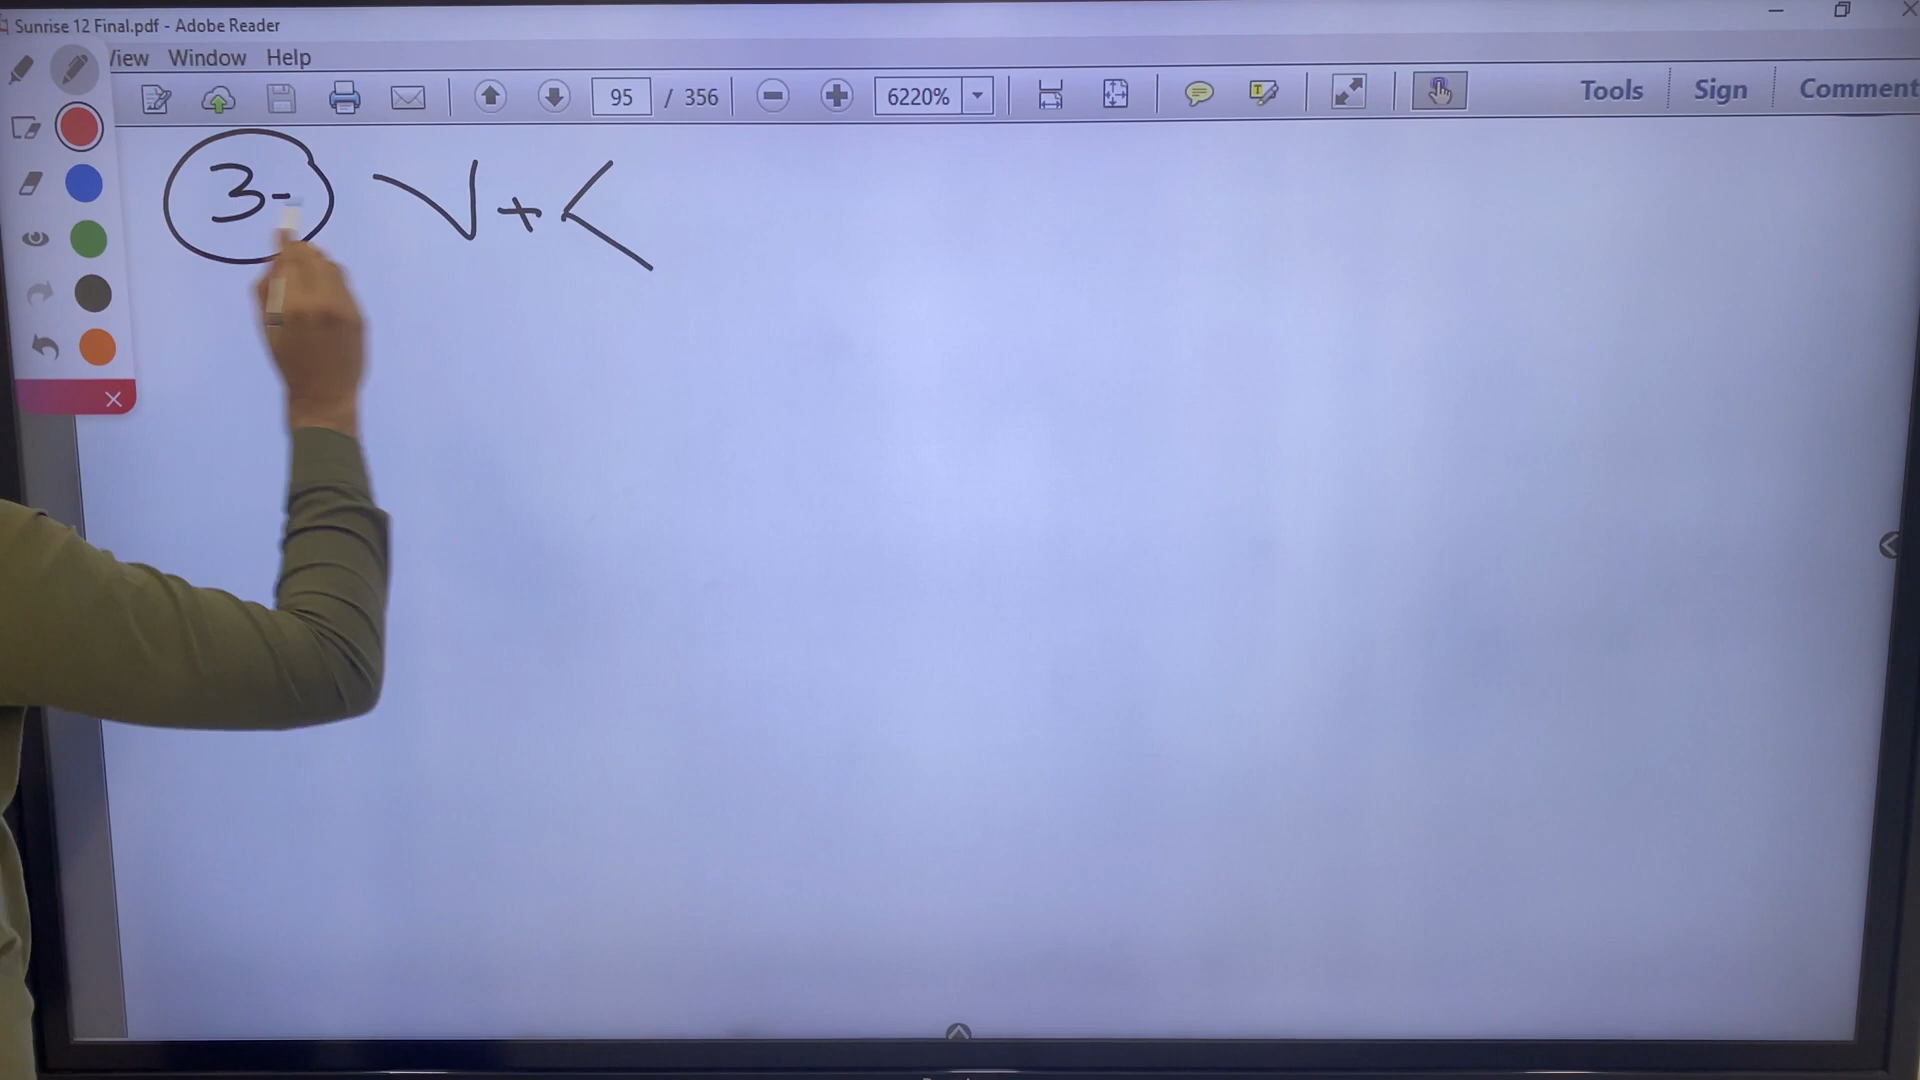 Sunrise 12 Final.pdf - Adobe Reader
View Window Help
95 / 356 6220% Tools Sign Comment
3- V + <